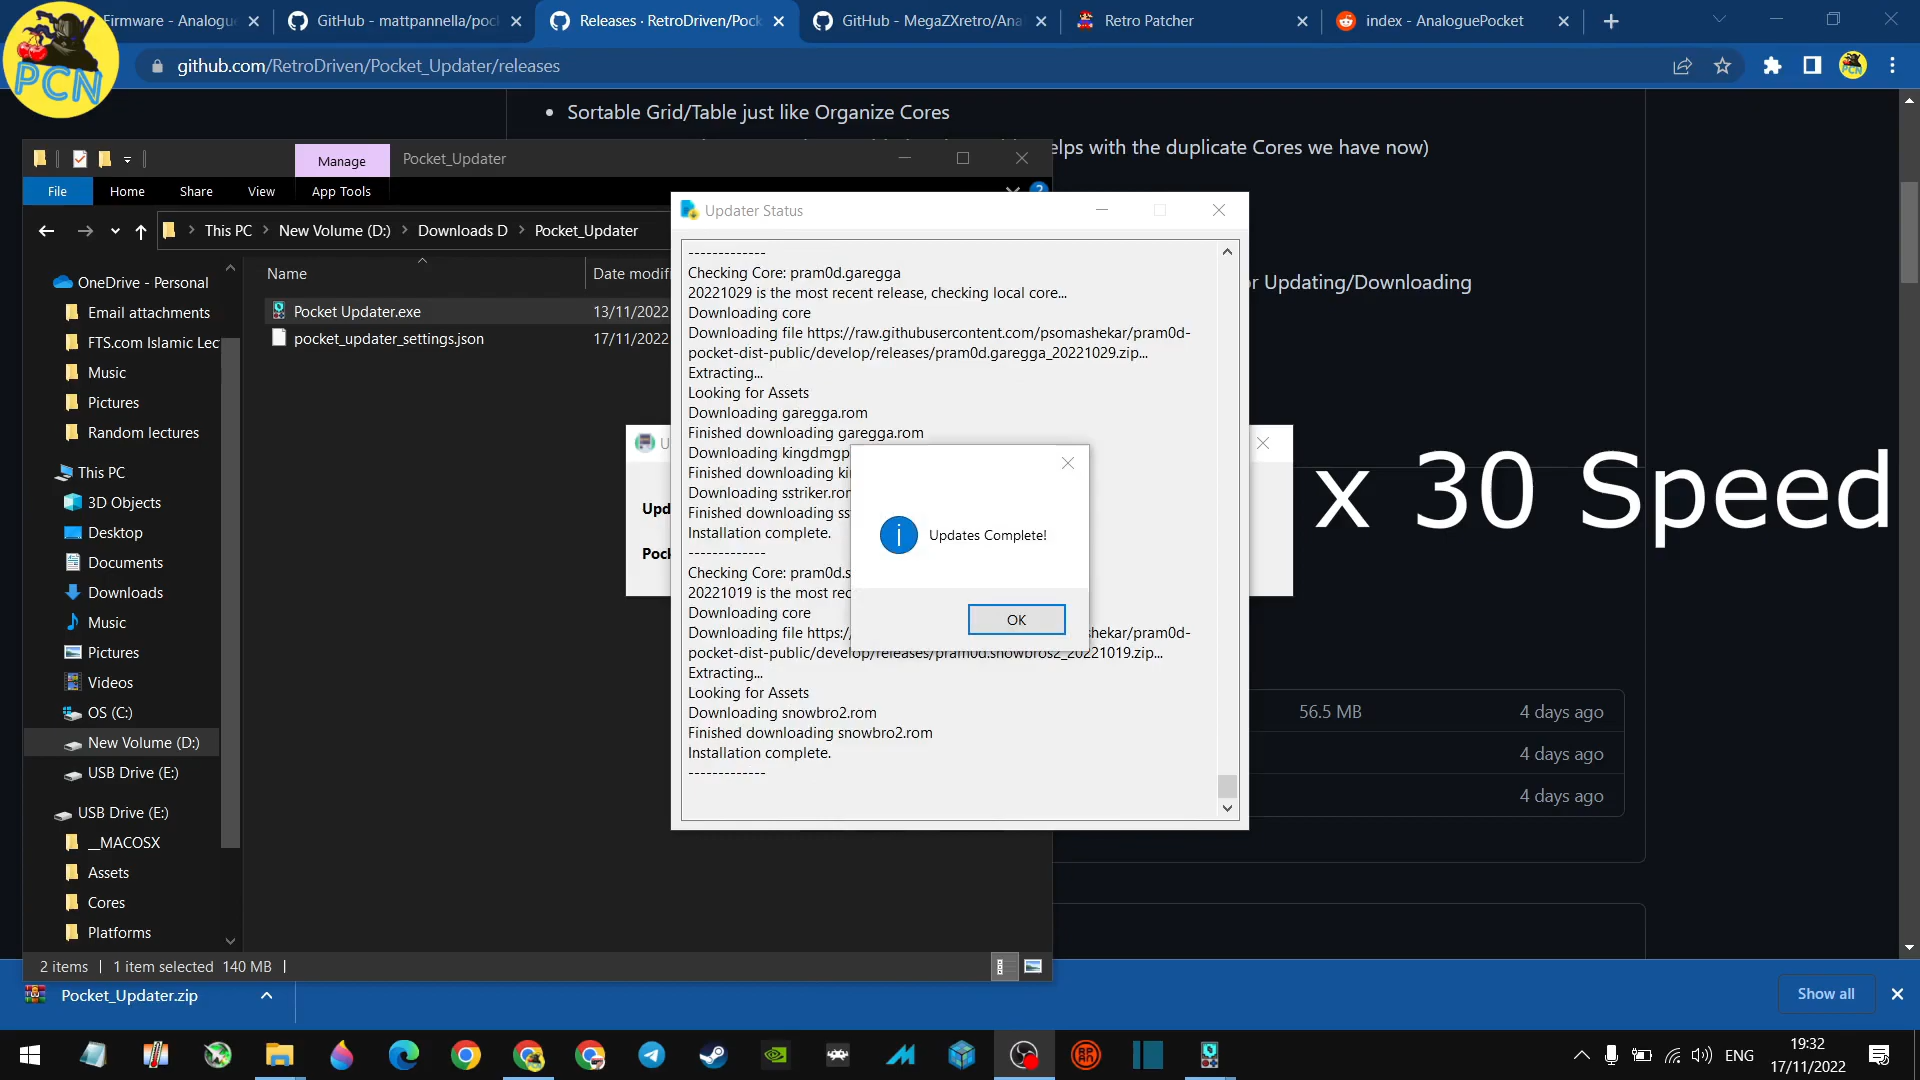 Firmware - Analogue
GitHub - mattpannella/poc
Releases · RetroDriven/Pock
GitHub - MegaZXretro/Ana
Retro Patcher
index - AnaloguePocket
PCN
github.com/RetroDriven/Pocket_Updater/releases
Sortable Grid/Table just like Organize Cores
elps with the duplicate Cores we have now)
or Updating/Downloading
Manage
Pocket_Updater
File
Home
Share
View
App Tools
This PC
New Volume (D:)
Downloads D
Pocket_Updater
Name
Date modifi
Pocket Updater.exe
13/11/2022
pocket_updater_settings.json
17/11/2022
OneDrive - Personal
Email attachments
FTS.com Islamic Lec
Music
Pictures
Random lectures
This PC
3D Objects
Desktop
Documents
Downloads
Music
Pictures
Videos
OS (C:)
New Volume (D:)
USB Drive (E:)
USB Drive (E:)
__MACOSX
Assets
Cores
Platforms
2 items
1 item selected
140 MB
Updater Status
-------------
Checking Core: pram0d.garegga
20221029 is the most recent release, checking local core...
Downloading core
Downloading file https://raw.githubusercontent.com/psomashekar/pram0d-
pocket-dist-public/develop/releases/pram0d.garegga_20221029.zip...
Extracting...
Looking for Assets
Downloading garegga.rom
Finished downloading garegga.rom
Downloading kingdmgp
Finished downloading ki
Downloading sstriker.ror
Finished downloading ss
Installation complete.
-------------
Checking Core: pram0d.s
20221019 is the most rec
Downloading core
Downloading file https:/
shekar/pram0d-
pocket-dist-public/develop/releases/pram0d.snowbros2_20221019.zip...
Extracting...
Looking for Assets
Downloading snowbro2.rom
Finished downloading snowbro2.rom
Installation complete.
-------------
Upd
Pock
Updates Complete!
OK
x 30 Speed
56.5 MB
4 days ago
4 days ago
4 days ago
Pocket_Updater.zip
Show all
ENG
19:32
17/11/2022